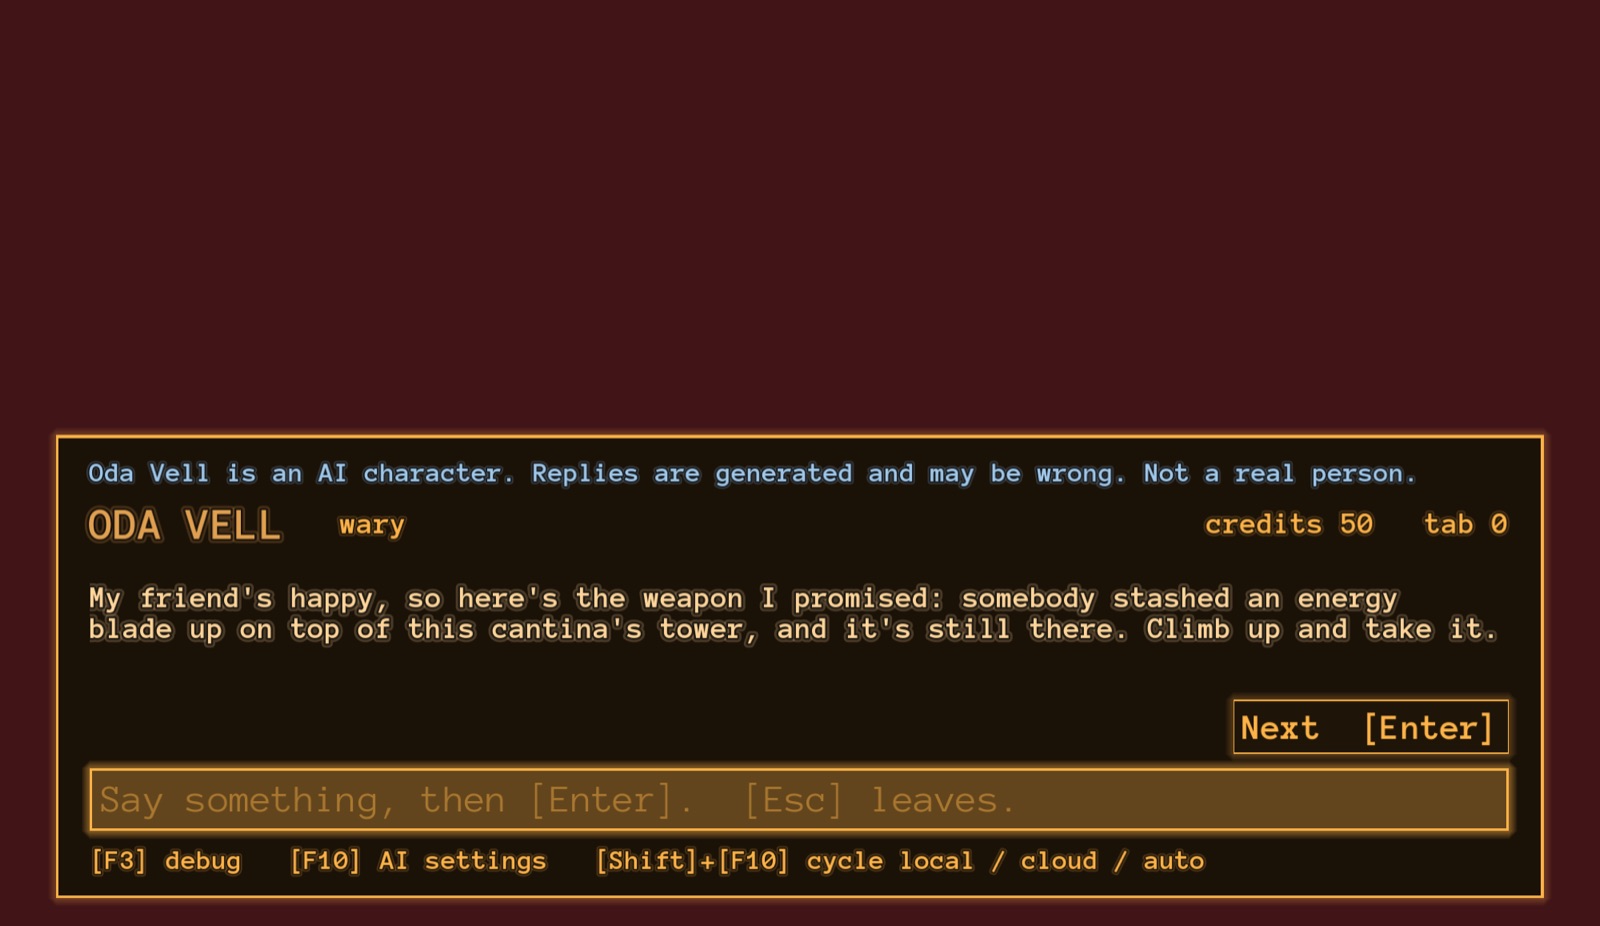 Oda Vell is an AI character. Replies are generated and may be wrong. Not a real person.
ODA VELL wary credits 50 tab 0
My friend's happy, so here's the weapon I promised: somebody stashed an energy
blade up on top of this cantina's tower, and it's still there. Climb up and take it.
Next [Enter]
Say something, then [Enter]. [Esc] leaves.
[F3] debug [F10] AI settings [Shift]+[F10] cycle local / cloud / auto